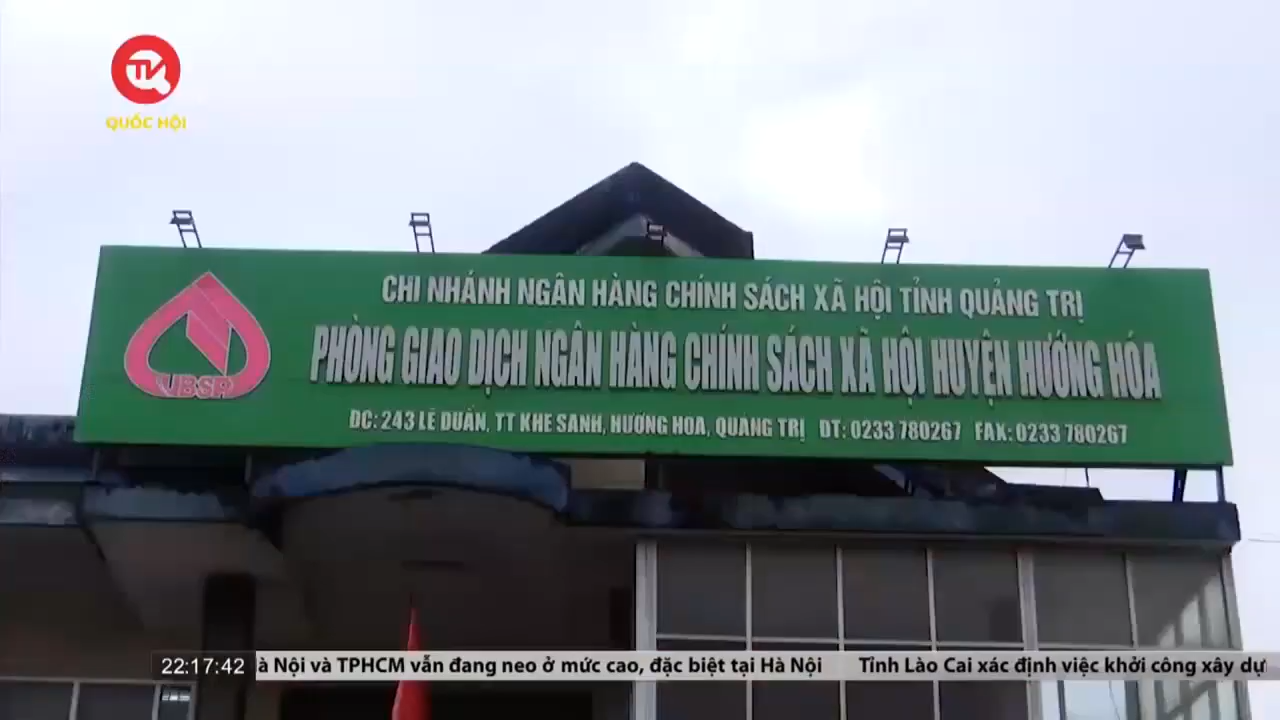 QUỐC HỘI
CHI NHÁNH NGÂN HÀNG CHÍNH SÁCH XÃ HỘI TỈNH QUẢNG TRỊ
PHÒNG GIAO DỊCH NGÂN HÀNG CHÍNH SÁCH XÃ HỘI HUYỆN HƯỚNG HÓA
VBSP
ĐC: 243 LÊ DUẨN, TT KHE SANH, HƯỚNG HÓA, QUẢNG TRỊ ĐT: 0233 780267 FAX: 0233 780267
22:17:42 à Nội và TPHCM vẫn đang neo ở mức cao, đặc biệt tại Hà Nội Tỉnh Lào Cai xác định việc khởi công xây dự